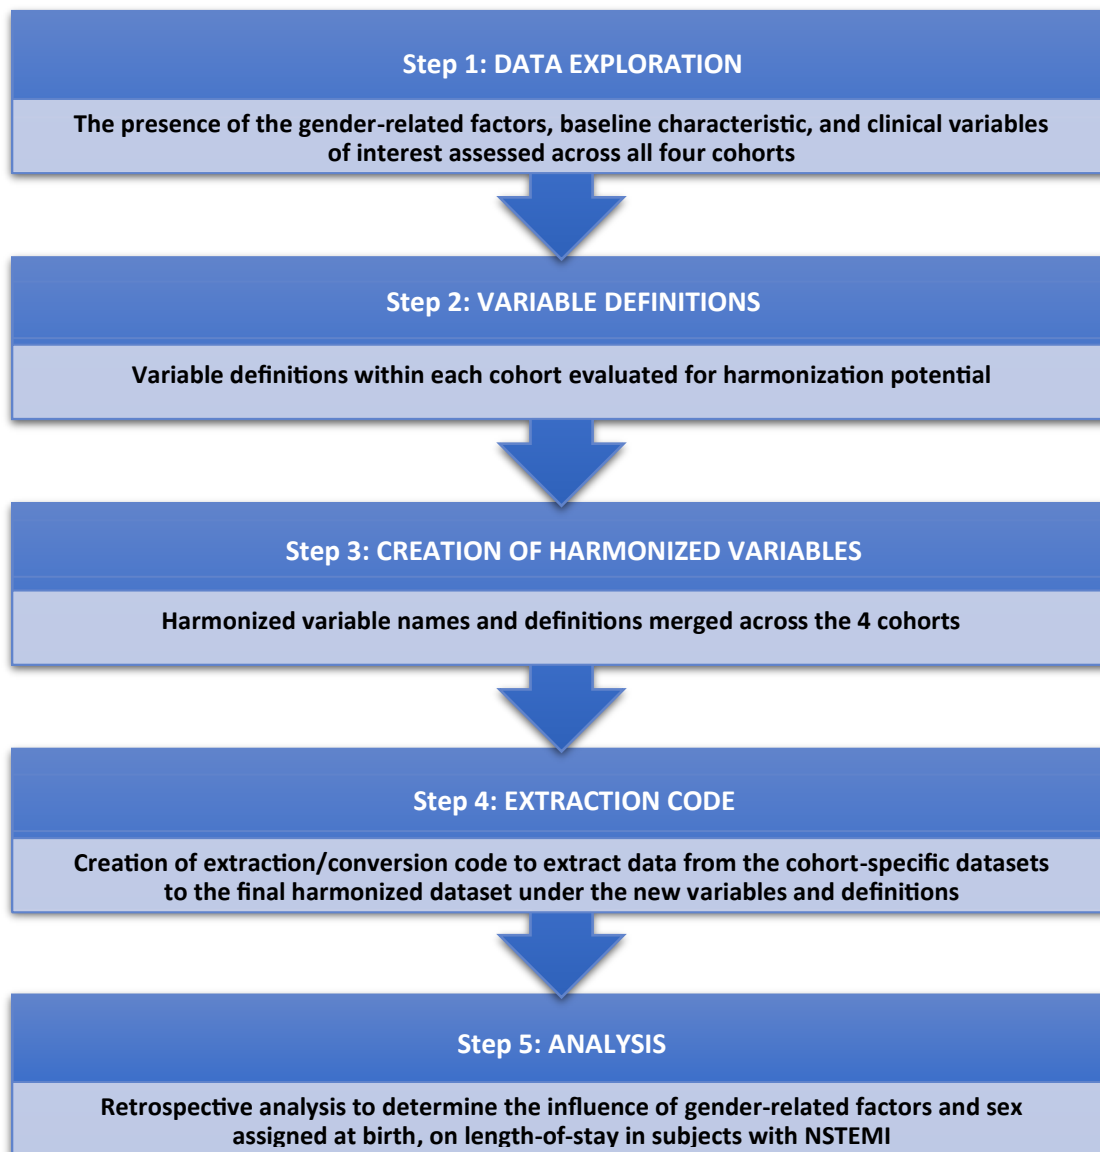 Step 1: DATA EXPLORATION
The presence of the gender-related factors, baseline characteristic, and clinical variables
of interest assessed across all four cohorts
Step 2: VARIABLE DEFINITIONS
Variable definitions within each cohort evaluated for harmonization potential
Step 3: CREATION OF HARMONIZED VARIABLES
Harmonized variable names and definitions merged across the 4 cohorts
Step 4: EXTRACTION CODE
Creation of extraction/conversion code to extract data from the cohort-specific datasets
to the final harmonized dataset under the new variables and definitions
Step 5: ANALYSIS
Retrospective analysis to determine the influence of gender-related factors and sex
assigned at birth, on length-of-stay in subjects with NSTEMI